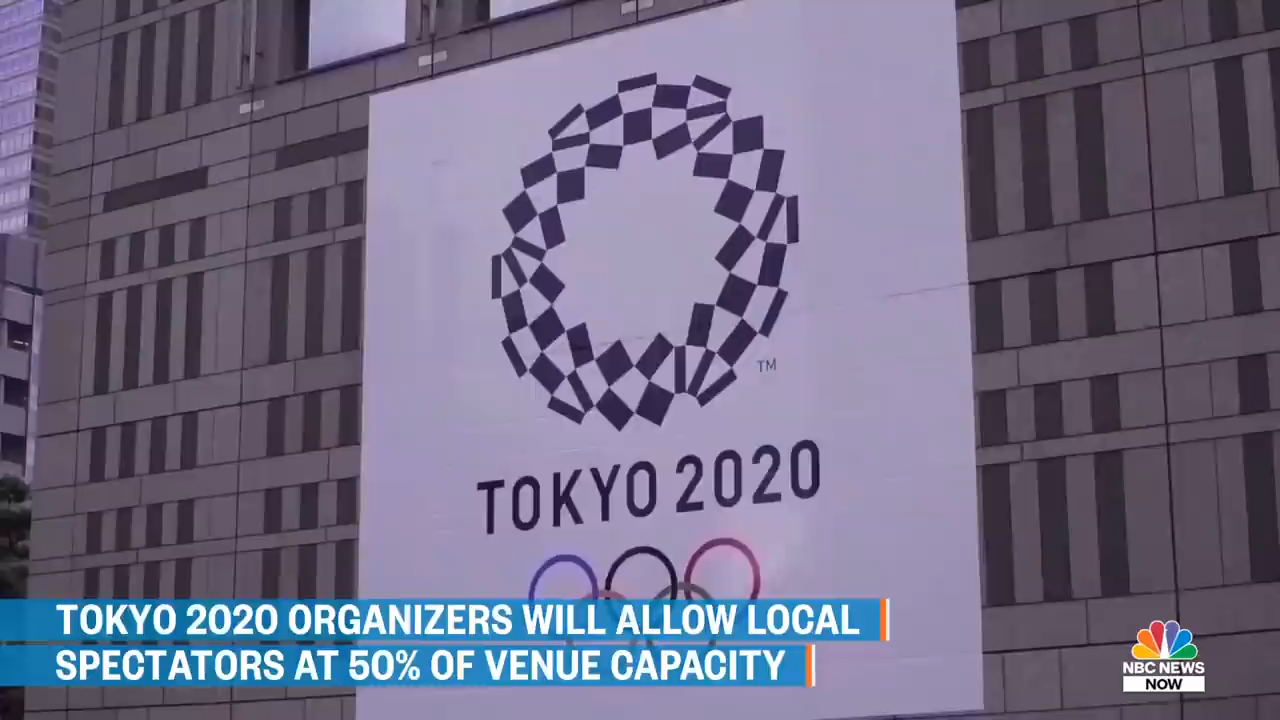 TM
TOKYO 2020
TOKYO 2020 ORGANIZERS WILL ALLOW LOCAL
SPECTATORS AT 50% OF VENUE CAPACITY
NBC NEWS
NOW